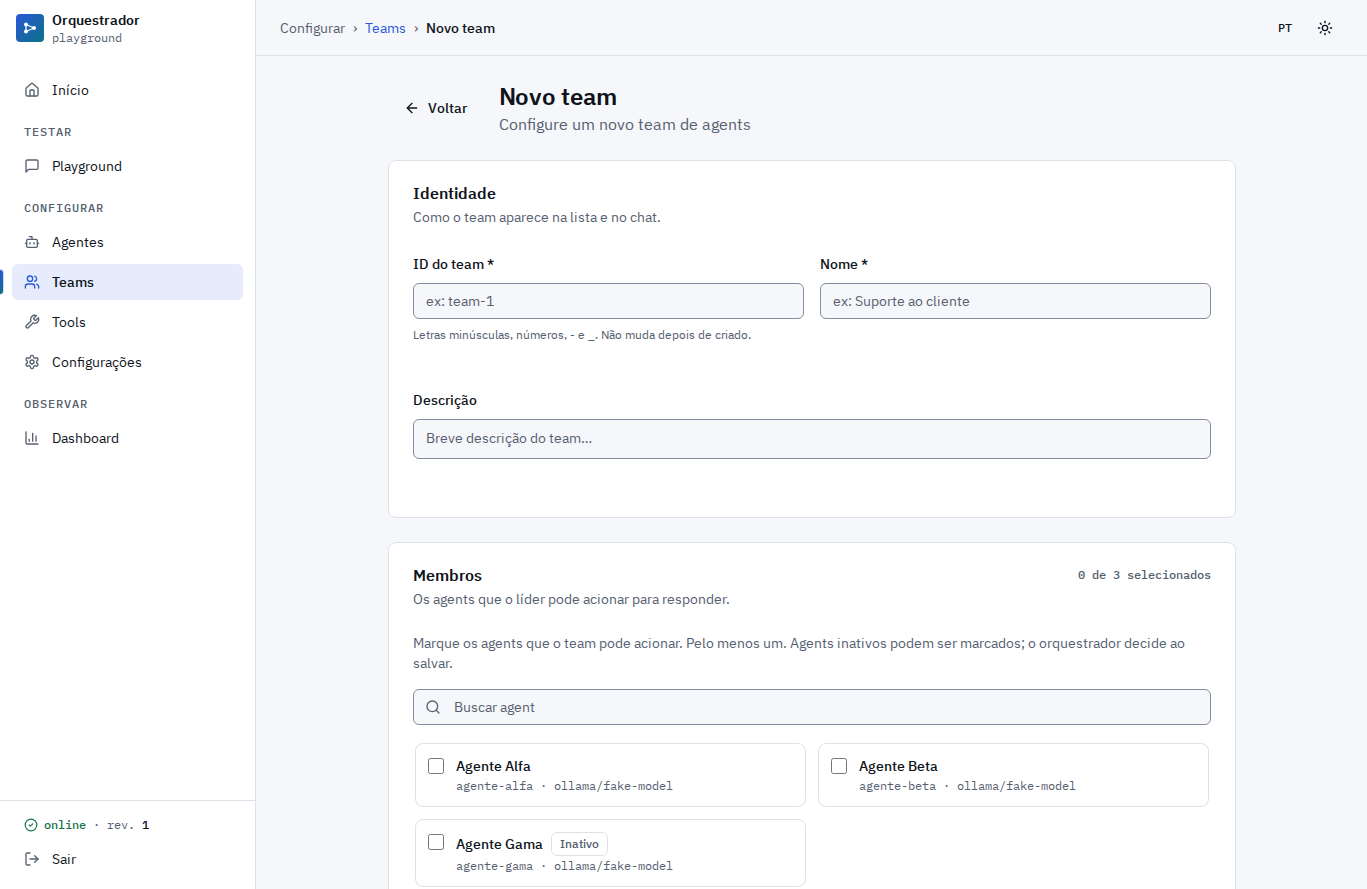 Orquestrador
playground
Início
TESTAR
Playground
CONFIGURAR
Agentes
Teams
Tools
Configurações
OBSERVAR
Dashboard
online · rev. 1
Sair
Configurar › Teams › Novo team
PT
Voltar
Novo team
Configure um novo team de agents
Identidade
Como o team aparece na lista e no chat.
ID do team *
Nome *
ex: team-1
ex: Suporte ao cliente
Letras minúsculas, números, - e _. Não muda depois de criado.
Descrição
Breve descrição do team...
Membros
0 de 3 selecionados
Os agents que o líder pode acionar para responder.
Marque os agents que o team pode acionar. Pelo menos um. Agents inativos podem ser marcados; o orquestrador decide ao
salvar.
Buscar agent
Agente Alfa
agente-alfa · ollama/fake-model
Agente Beta
agente-beta · ollama/fake-model
Agente Gama Inativo
agente-gama · ollama/fake-model